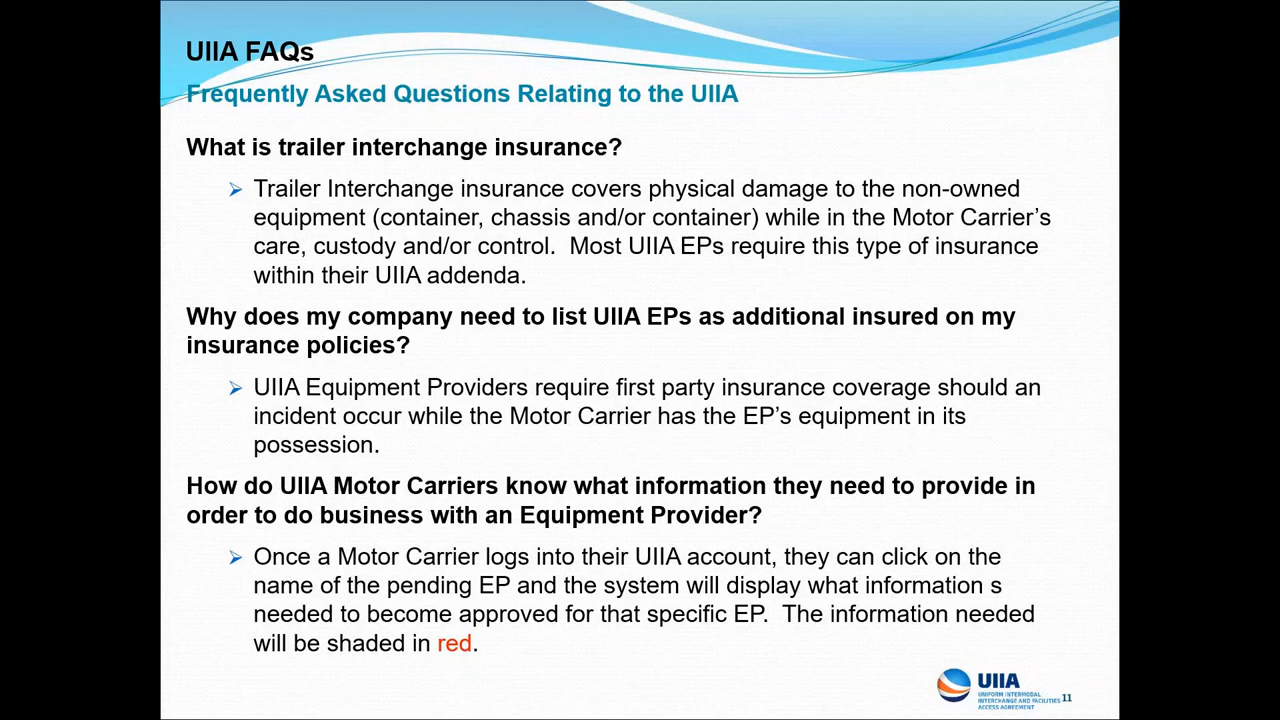 UIIA FAQs
Frequently Asked Questions Relating to the UIIA
What is trailer interchange insurance?
Trailer Interchange insurance covers physical damage to the non-owned
equipment (container, chassis and/or container) while in the Motor Carrier’s
care, custody and/or control.  Most UIIA EPs require this type of insurance
within their UIIA addenda.
Why does my company need to list UIIA EPs as additional insured on my
insurance policies?
UIIA Equipment Providers require first party insurance coverage should an
incident occur while the Motor Carrier has the EP’s equipment in its
possession.
How do UIIA Motor Carriers know what information they need to provide in
order to do business with an Equipment Provider?
Once a Motor Carrier logs into their UIIA account, they can click on the
name of the pending EP and the system will display what information s
needed to become approved for that specific EP.  The information needed
will be shaded in red.
UIIA
UNIFORM INTERMODAL
INTERCHANGE AND FACILITIES
ACCESS AGREEMENT
11